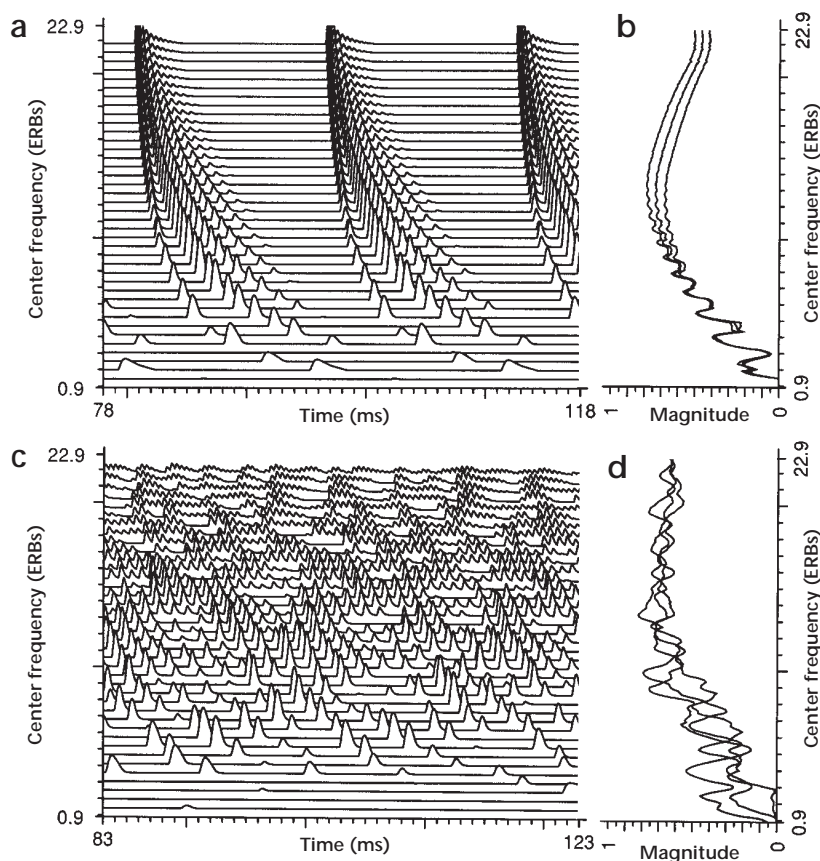 a
22.9
Center frequency (ERBs)
0.9
78
Time (ms)
118
b
22.9
Center frequency (ERBs)
0.9
1
Magnitude
0
c
22.9
Center frequency (ERBs)
0.9
83
Time (ms)
123
d
22.9
Center frequency (ERBs)
0.9
1
Magnitude
0